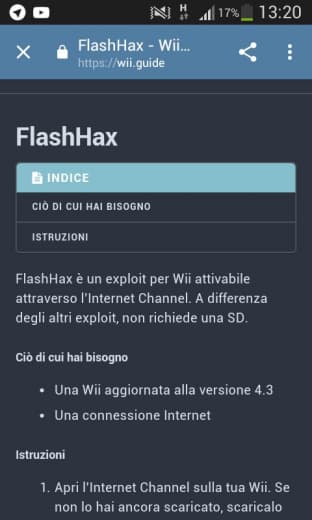 H
17%
13:20
FlashHax - Wii...
https://wii.guide
FlashHax
INDICE
CIÒ DI CUI HAI BISOGNO
ISTRUZIONI
FlashHax è un exploit per Wii attivabile
attraverso l'Internet Channel. A differenza
degli altri exploit, non richiede una SD.
Ciò di cui hai bisogno
• Una Wii aggiornata alla versione 4.3
• Una connessione Internet
Istruzioni
1. Apri l'Internet Channel sulla tua Wii. Se
non lo hai ancora scaricato, scaricalo